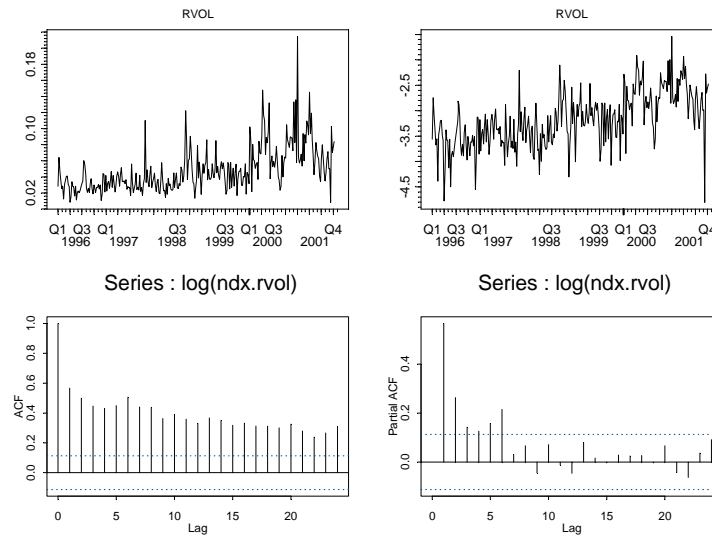 RVOL
0.02 0.10 0.18
Q1 Q3 Q1 Q3 Q3 Q1 Q3 Q4
1996 1997 1998 1999 2000 2001
RVOL
-4.5 -3.5 -2.5
Q1 Q3 Q1 Q3 Q3 Q1 Q3 Q4
1996 1997 1998 1999 2000 2001
Series : log(ndx.rvol)
ACF
0.0 0.2 0.4 0.6 0.8 1.0
0 5 10 15 20
Lag
Series : log(ndx.rvol)
Partial ACF
0.0 0.2 0.4
0 5 10 15 20
Lag